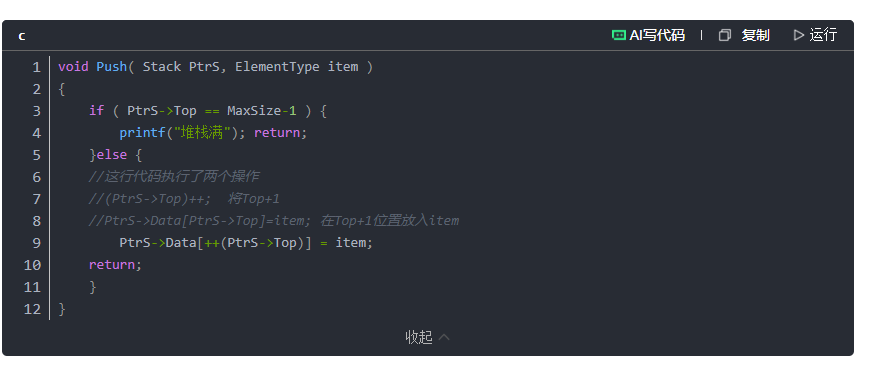 c AI写代码 复制 运行
1 void Push( Stack PtrS, ElementType item )
2 {
3     if ( PtrS->Top == MaxSize-1 ) {
4         printf("堆栈满"); return;
5     }else {
6     //这行代码执行了两个操作
7     //(PtrS->Top)++;  将Top+1
8     //PtrS->Data[PtrS->Top]=item; 在Top+1位置放入item
9         PtrS->Data[++(PtrS->Top)] = item;
10     return;
11     }
12 }
收起